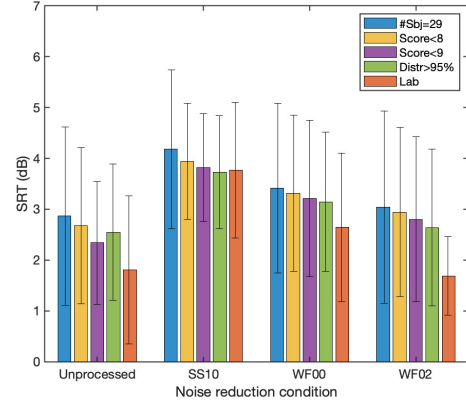 7
6
5
4
3
2
1
0
SRT (dB)
#Sbj=29
Score<8
Score<9
Distr>95%
Lab
Unprocessed SS10 WF00 WF02
Noise reduction condition